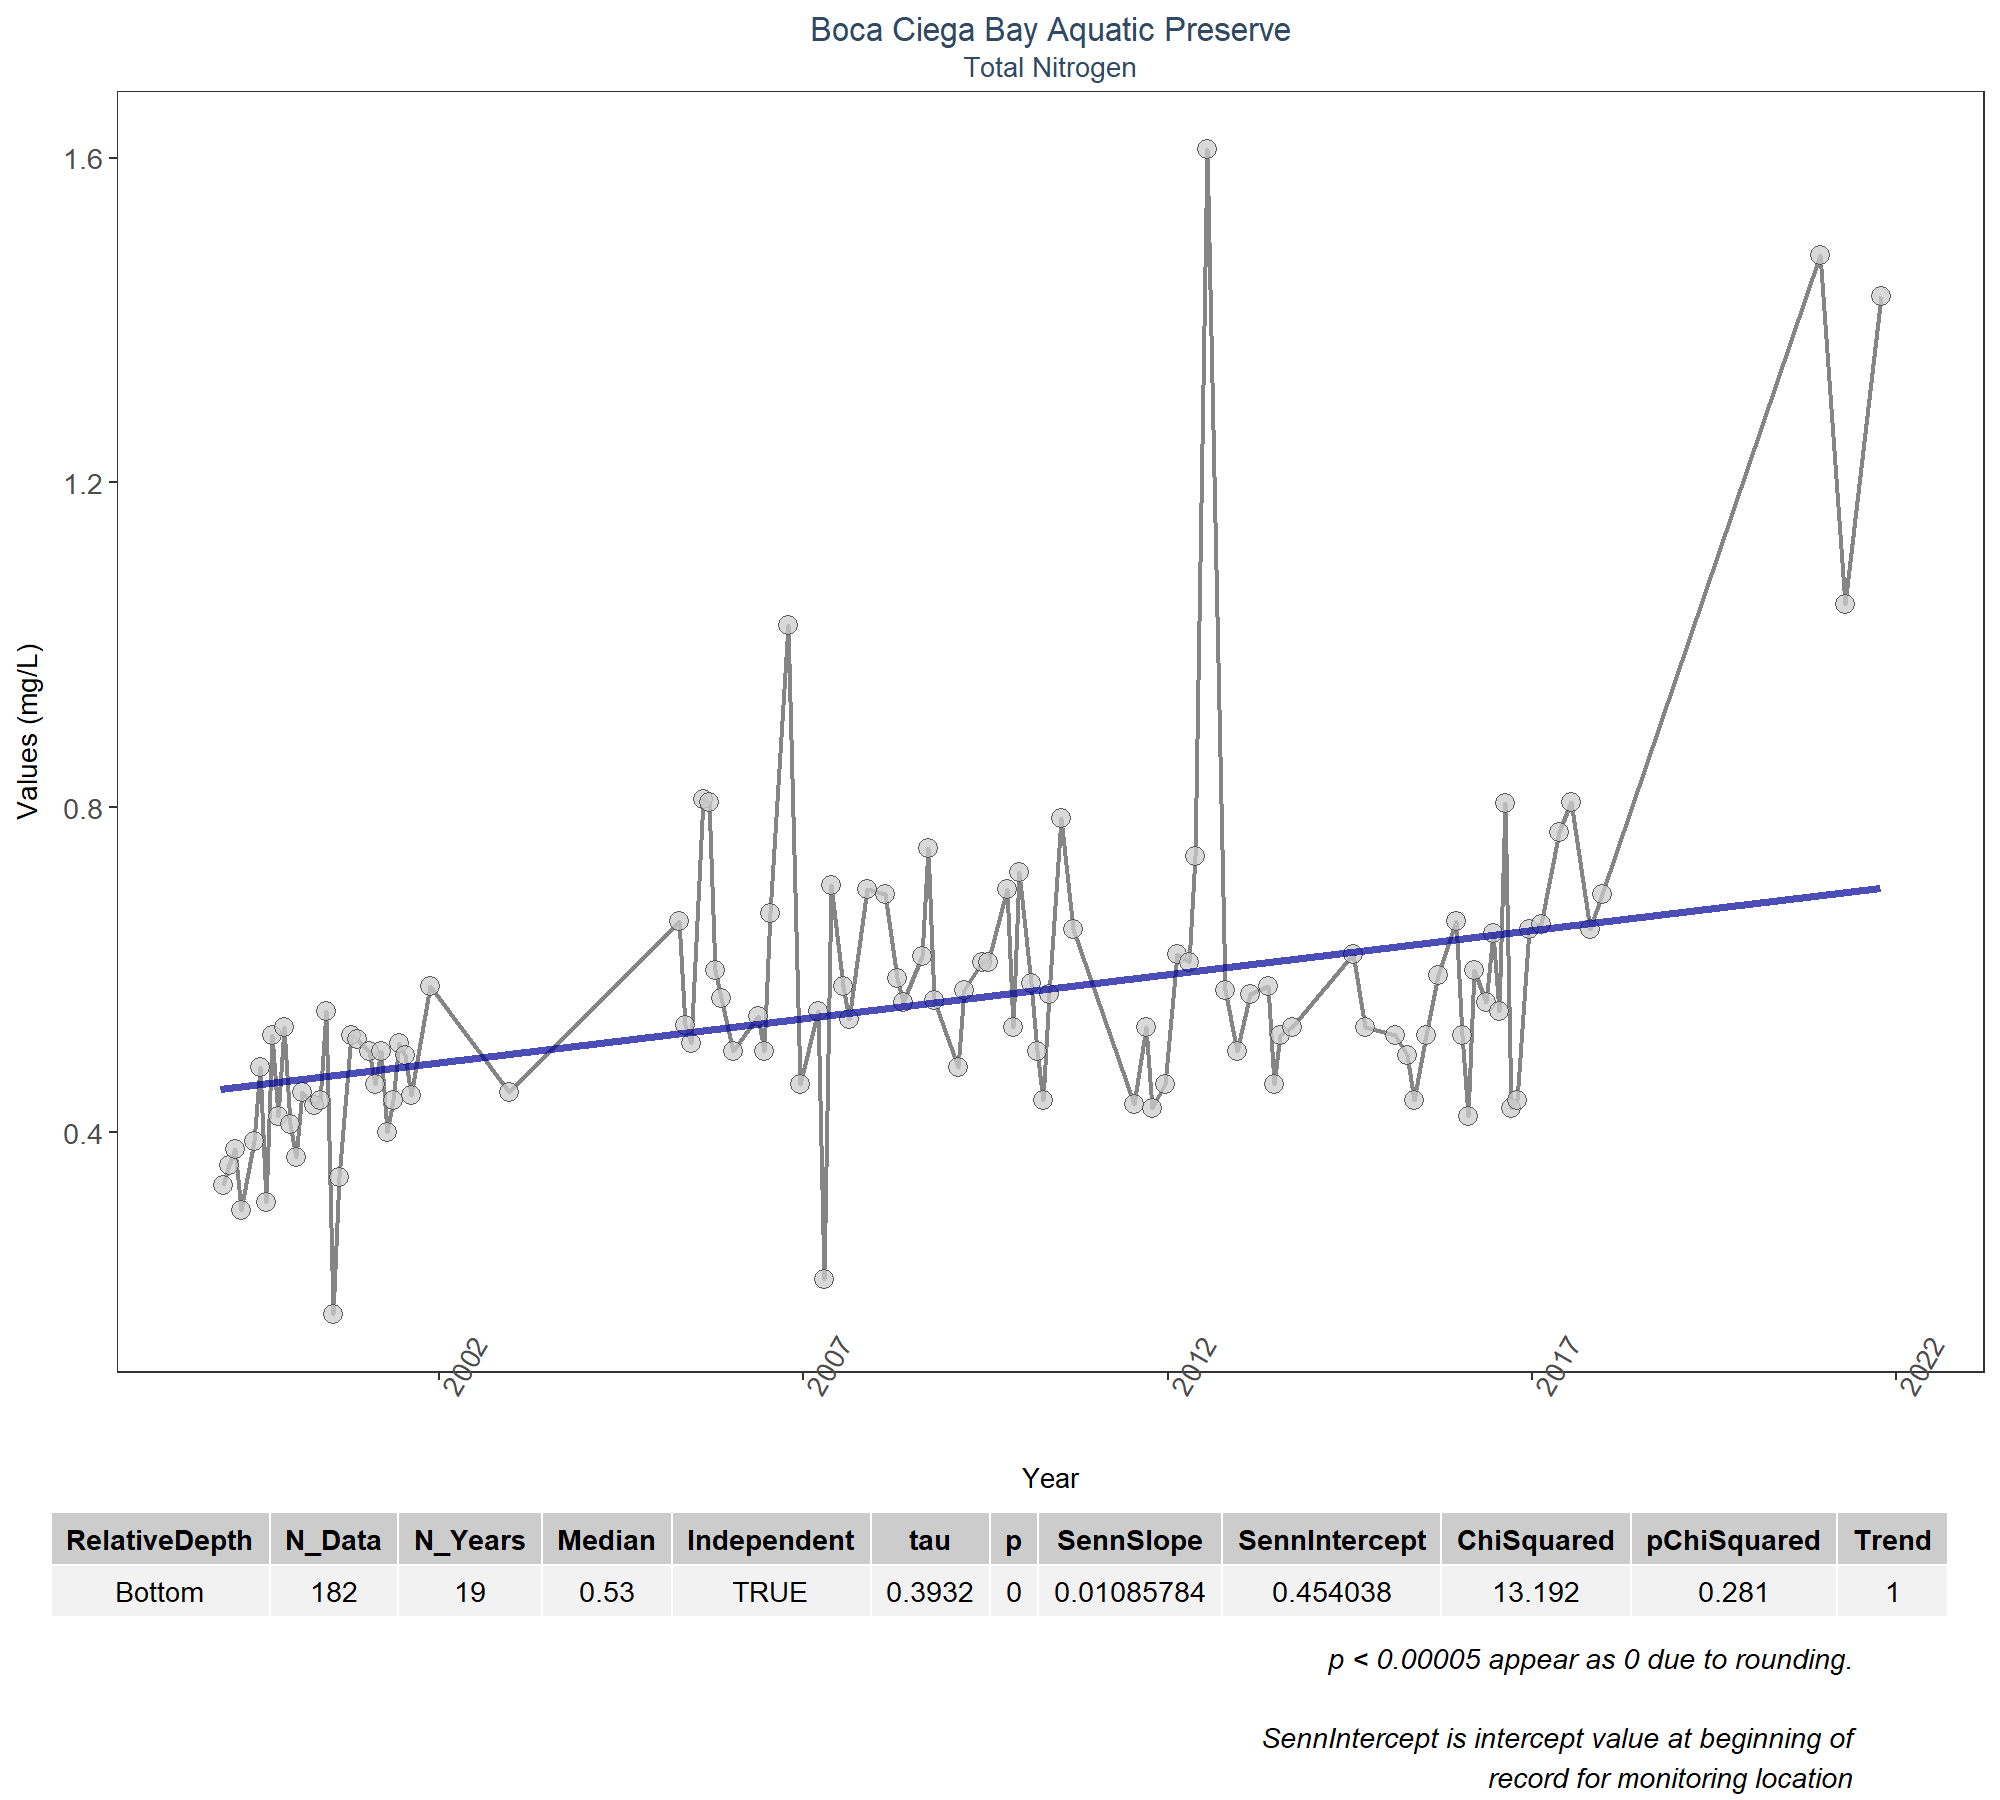 Boca Ciega Bay Aquatic Preserve
Total Nitrogen
1.6
1.2
0.8
0.4
Values (mg/L)
2002
2007
2012
2017
2022
Year
RelativeDepth N_Data N_Years Median Independent tau p SennSlope SennIntercept ChiSquared pChiSquared Trend
Bottom 182 19 0.53 TRUE 0.3932 0 0.01085784 0.454038 13.192 0.281 1
p < 0.00005 appear as 0 due to rounding.
SennIntercept is intercept value at beginning of
record for monitoring location